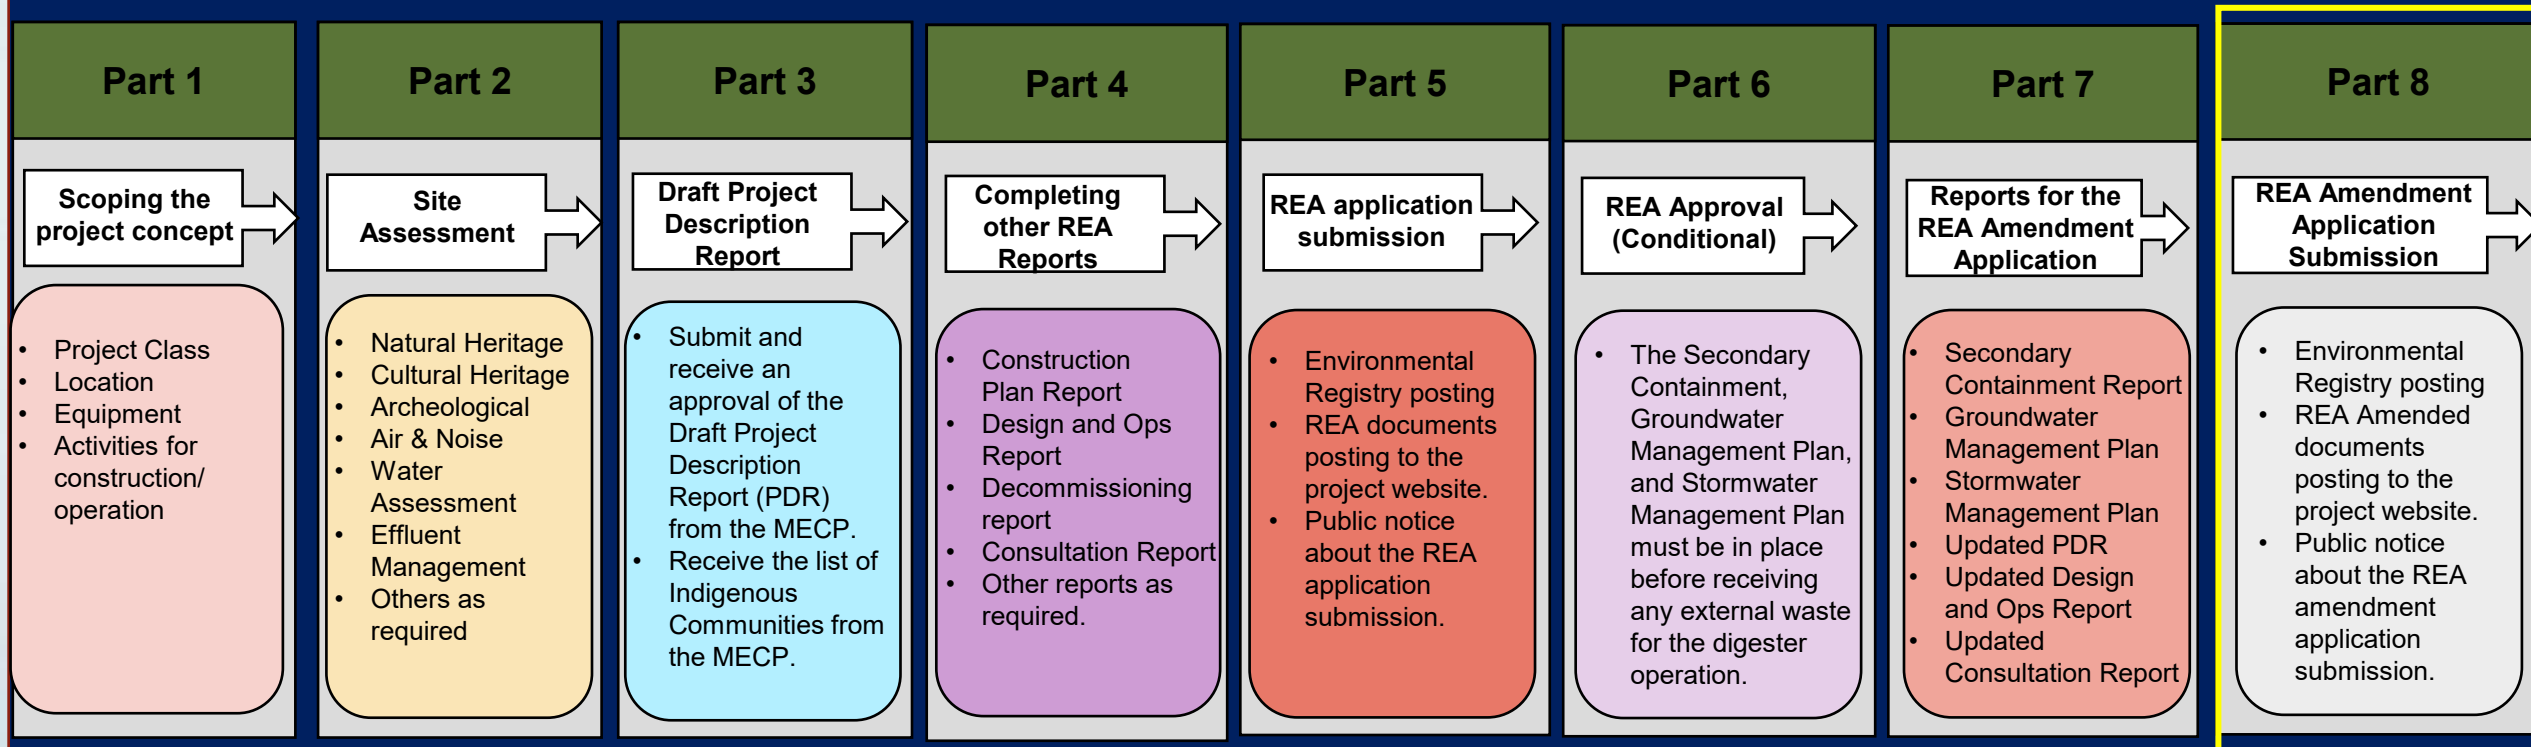 Part 1
Scoping the
project concept
• Project Class
• Location
• Equipment
• Activities for
construction/
operation
Part 2
Site
Assessment
• Natural Heritage
• Cultural Heritage
• Archeological
• Air & Noise
• Water
Assessment
• Effluent
Management
• Others as
required
Part 3
Draft Project
Description
Report
• Submit and
receive an
approval of the
Draft Project
Description
Report (PDR)
from the MECP.
• Receive the list of
Indigenous
Communities from
the MECP.
Part 4
Completing
other REA
Reports
• Construction
Plan Report
• Design and Ops
Report
• Decommissioning
report
• Consultation Report
• Other reports as
required.
Part 5
REA application
submission
• Environmental
Registry posting
• REA documents
posting to the
project website.
• Public notice
about the REA
application
submission.
Part 6
REA Approval
(Conditional)
• The Secondary
Containment,
Groundwater
Management Plan,
and Stormwater
Management Plan
must be in place
before receiving
any external waste
for the digester
operation.
Part 7
Reports for the
REA Amendment
Application
• Secondary
Containment Report
• Groundwater
Management Plan
• Stormwater
Management Plan
• Updated PDR
• Updated Design
and Ops Report
• Updated
Consultation Report
Part 8
REA Amendment
Application
Submission
• Environmental
Registry posting
• REA Amended
documents
posting to the
project website.
• Public notice
about the REA
amendment
application
submission.